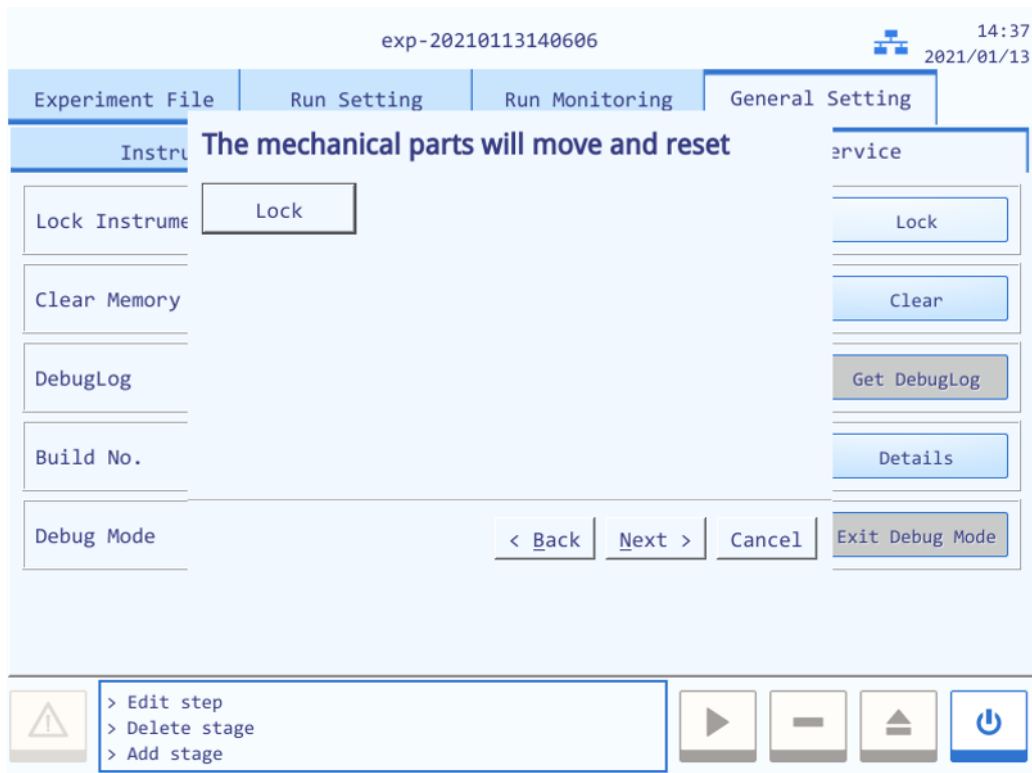 exp-20210113140606
14:37
2021/01/13
Experiment File
Run Setting
Run Monitoring
General Setting
Instru
ervice
The mechanical parts will move and reset
Lock
Lock Instrume
Lock
Clear Memory
Clear
DebugLog
Get DebugLog
Build No.
Details
Debug Mode
< Back
Next >
Cancel
Exit Debug Mode
> Edit step
> Delete stage
> Add stage